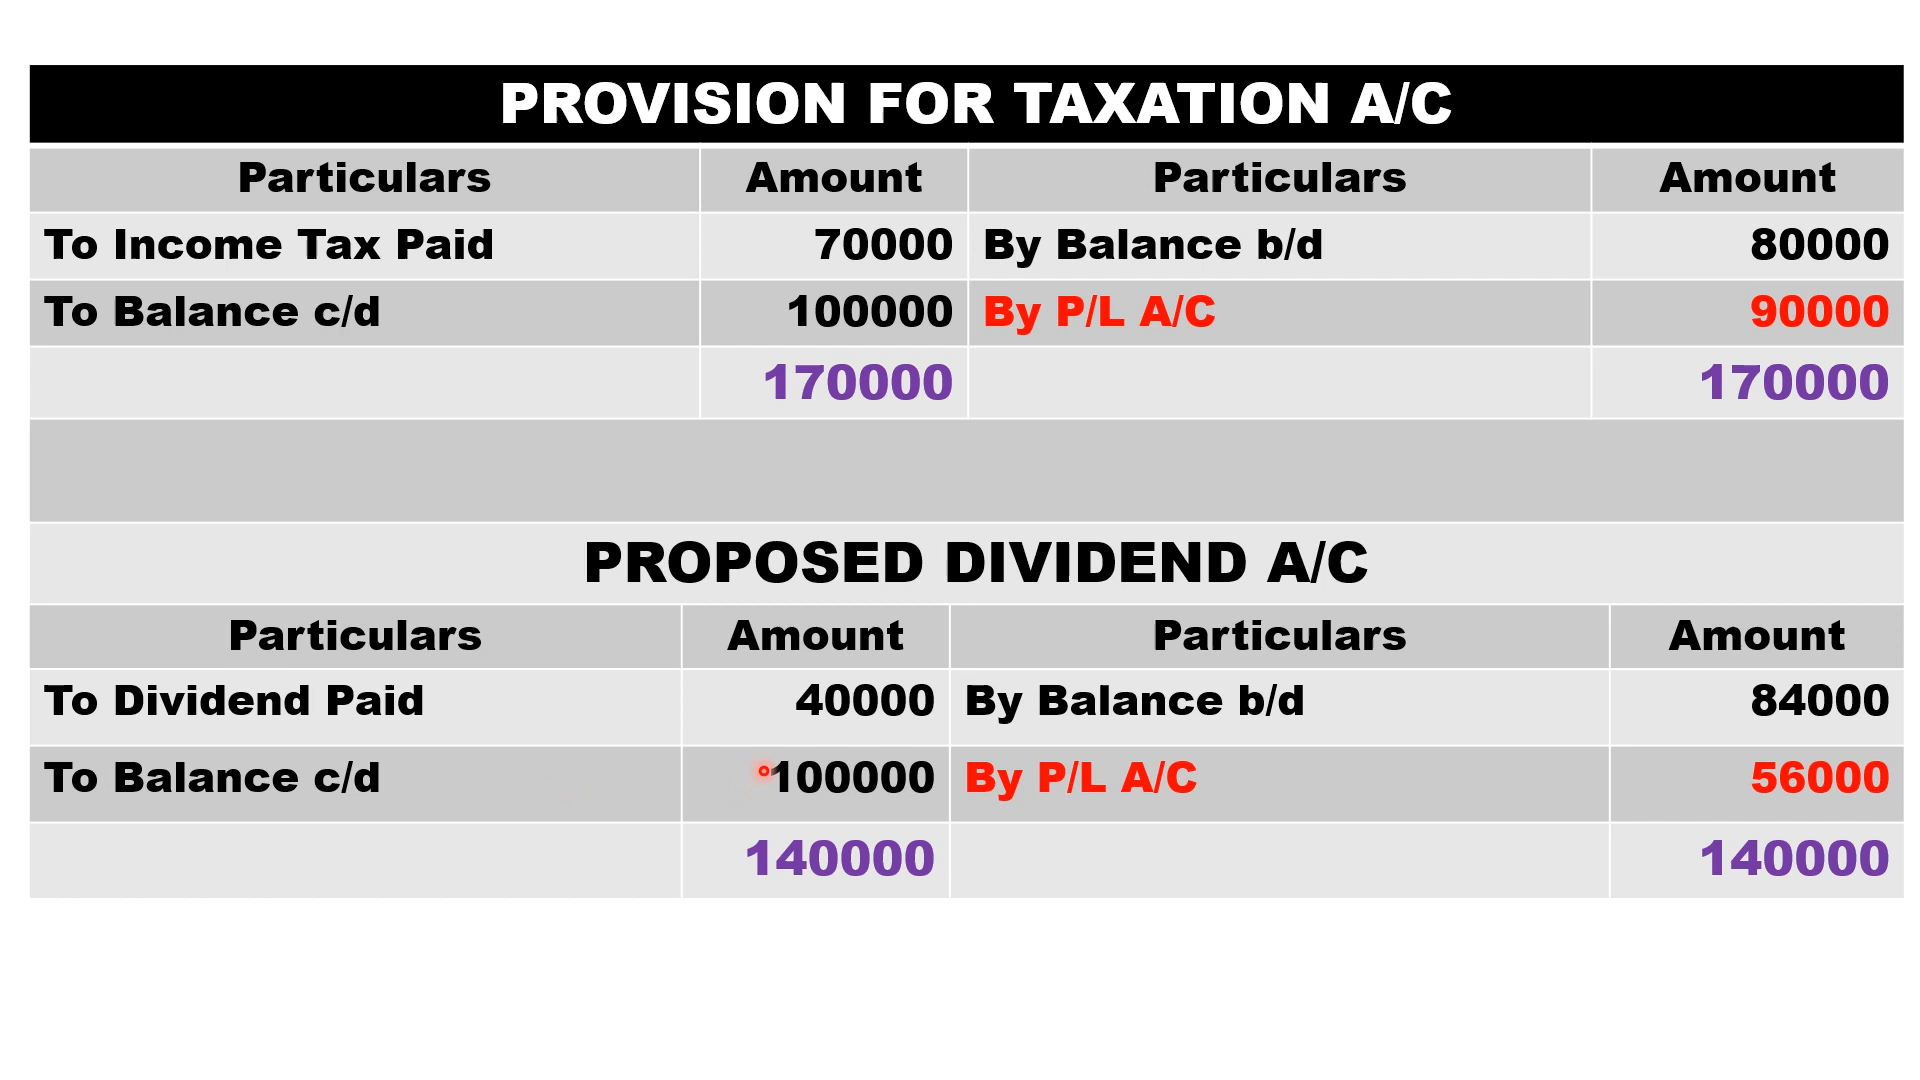 PROVISION FOR TAXATION A/C
Particulars Amount Particulars Amount
To Income Tax Paid 70000 By Balance b/d 80000
To Balance c/d 100000 By P/L A/C 90000
170000 170000
PROPOSED DIVIDEND A/C
Particulars Amount Particulars Amount
To Dividend Paid 40000 By Balance b/d 84000
To Balance c/d 100000 By P/L A/C 56000
140000 140000